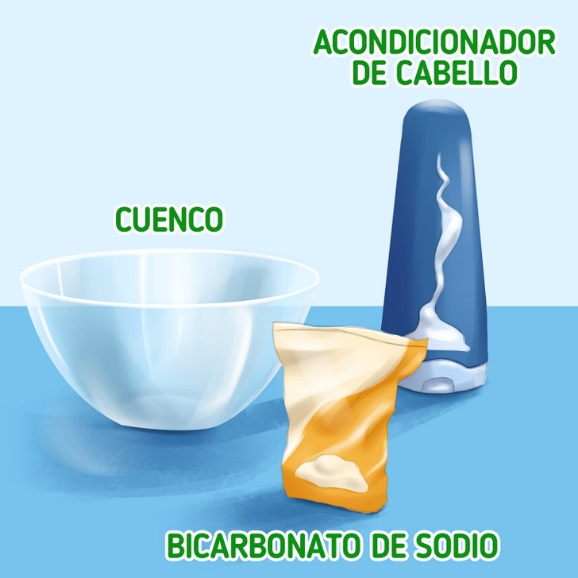 ACONDICIONADOR
DE CABELLO
CUENCO
BICARBONATO DE SODIO